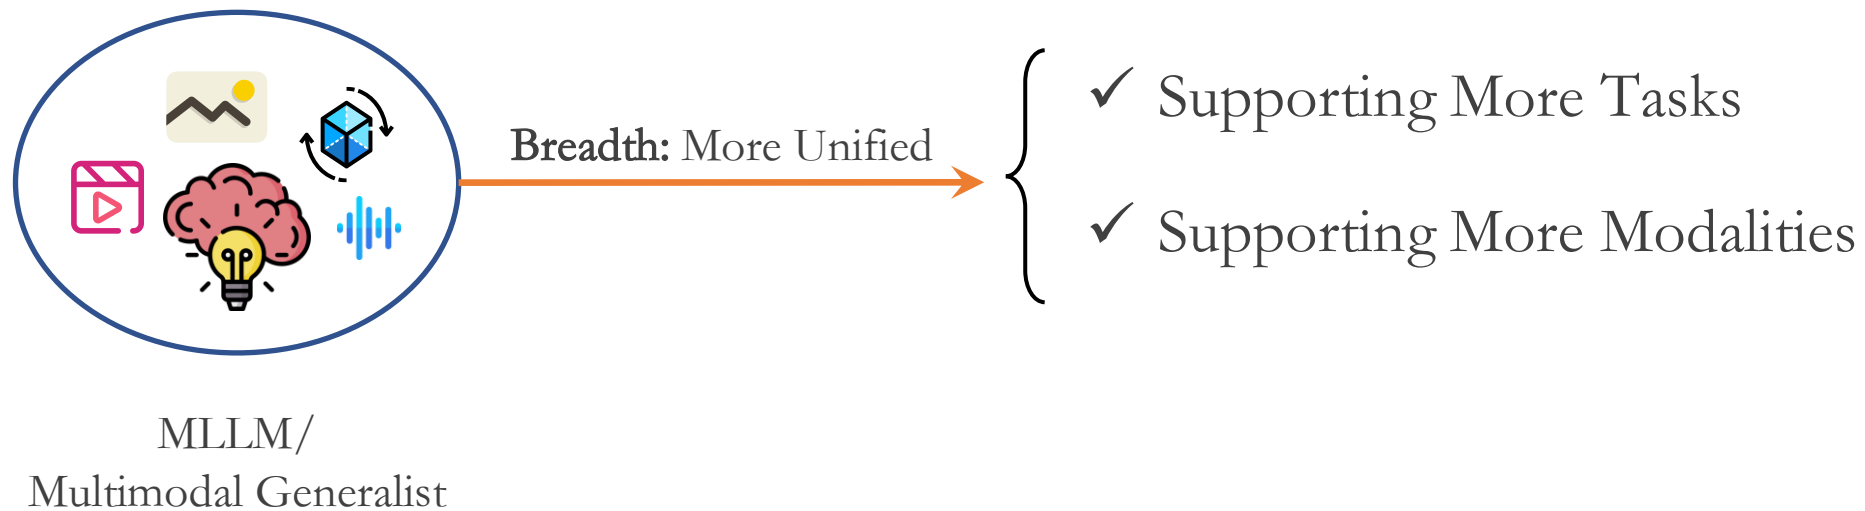 Breadth: More Unified
✓ Supporting More Tasks
✓ Supporting More Modalities
MLLM/
Multimodal Generalist